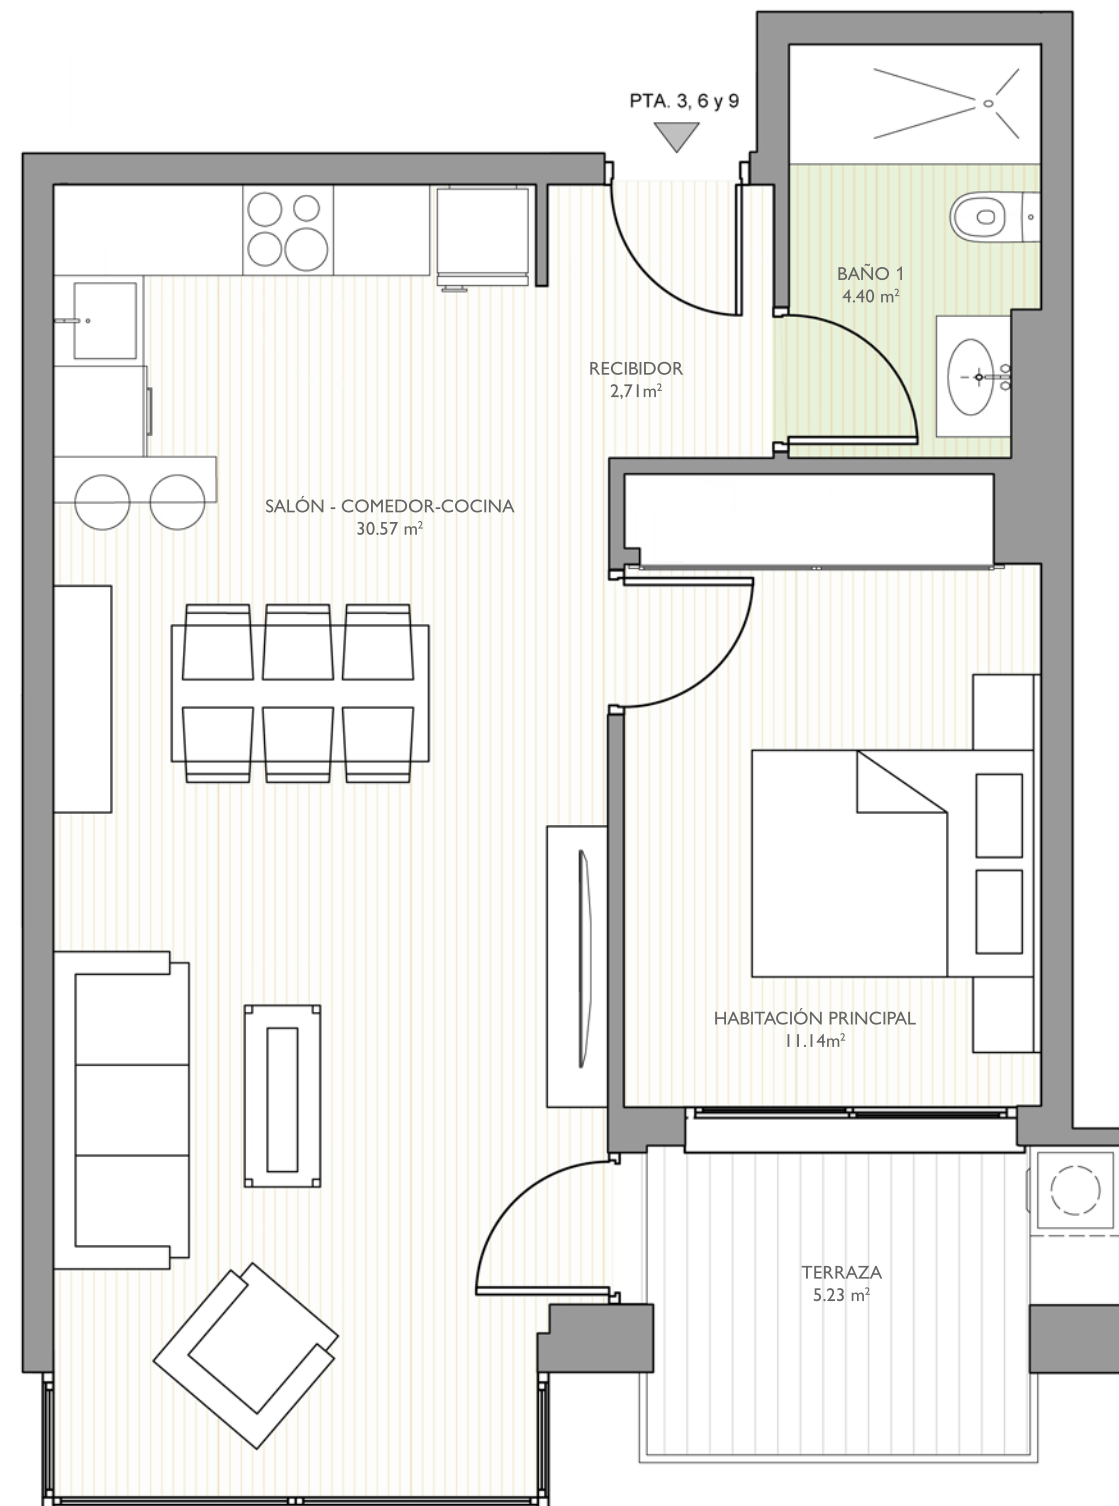 PTA. 3, 6 y 9
BAÑO 1
4.40 m²
RECIBIDOR
2,71m²
SALÓN - COMEDOR-COCINA
30.57 m²
HABITACIÓN PRINCIPAL
11.14m²
TERRAZA
5.23 m²